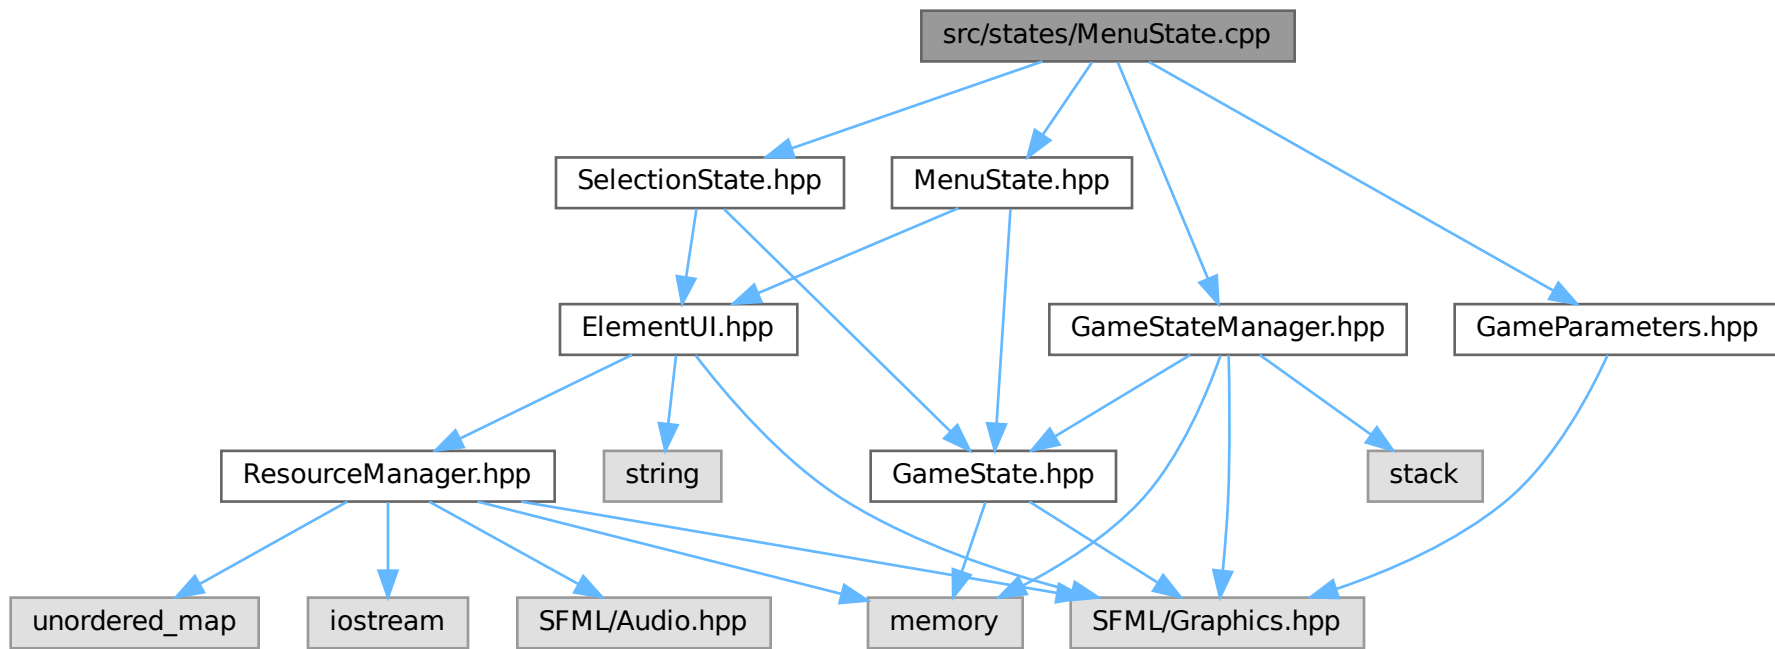 src/states/MenuState.cpp
SelectionState.hpp
MenuState.hpp
ElementUI.hpp
GameStateManager.hpp
GameParameters.hpp
ResourceManager.hpp
string
GameState.hpp
stack
unordered_map
iostream
SFML/Audio.hpp
memory
SFML/Graphics.hpp